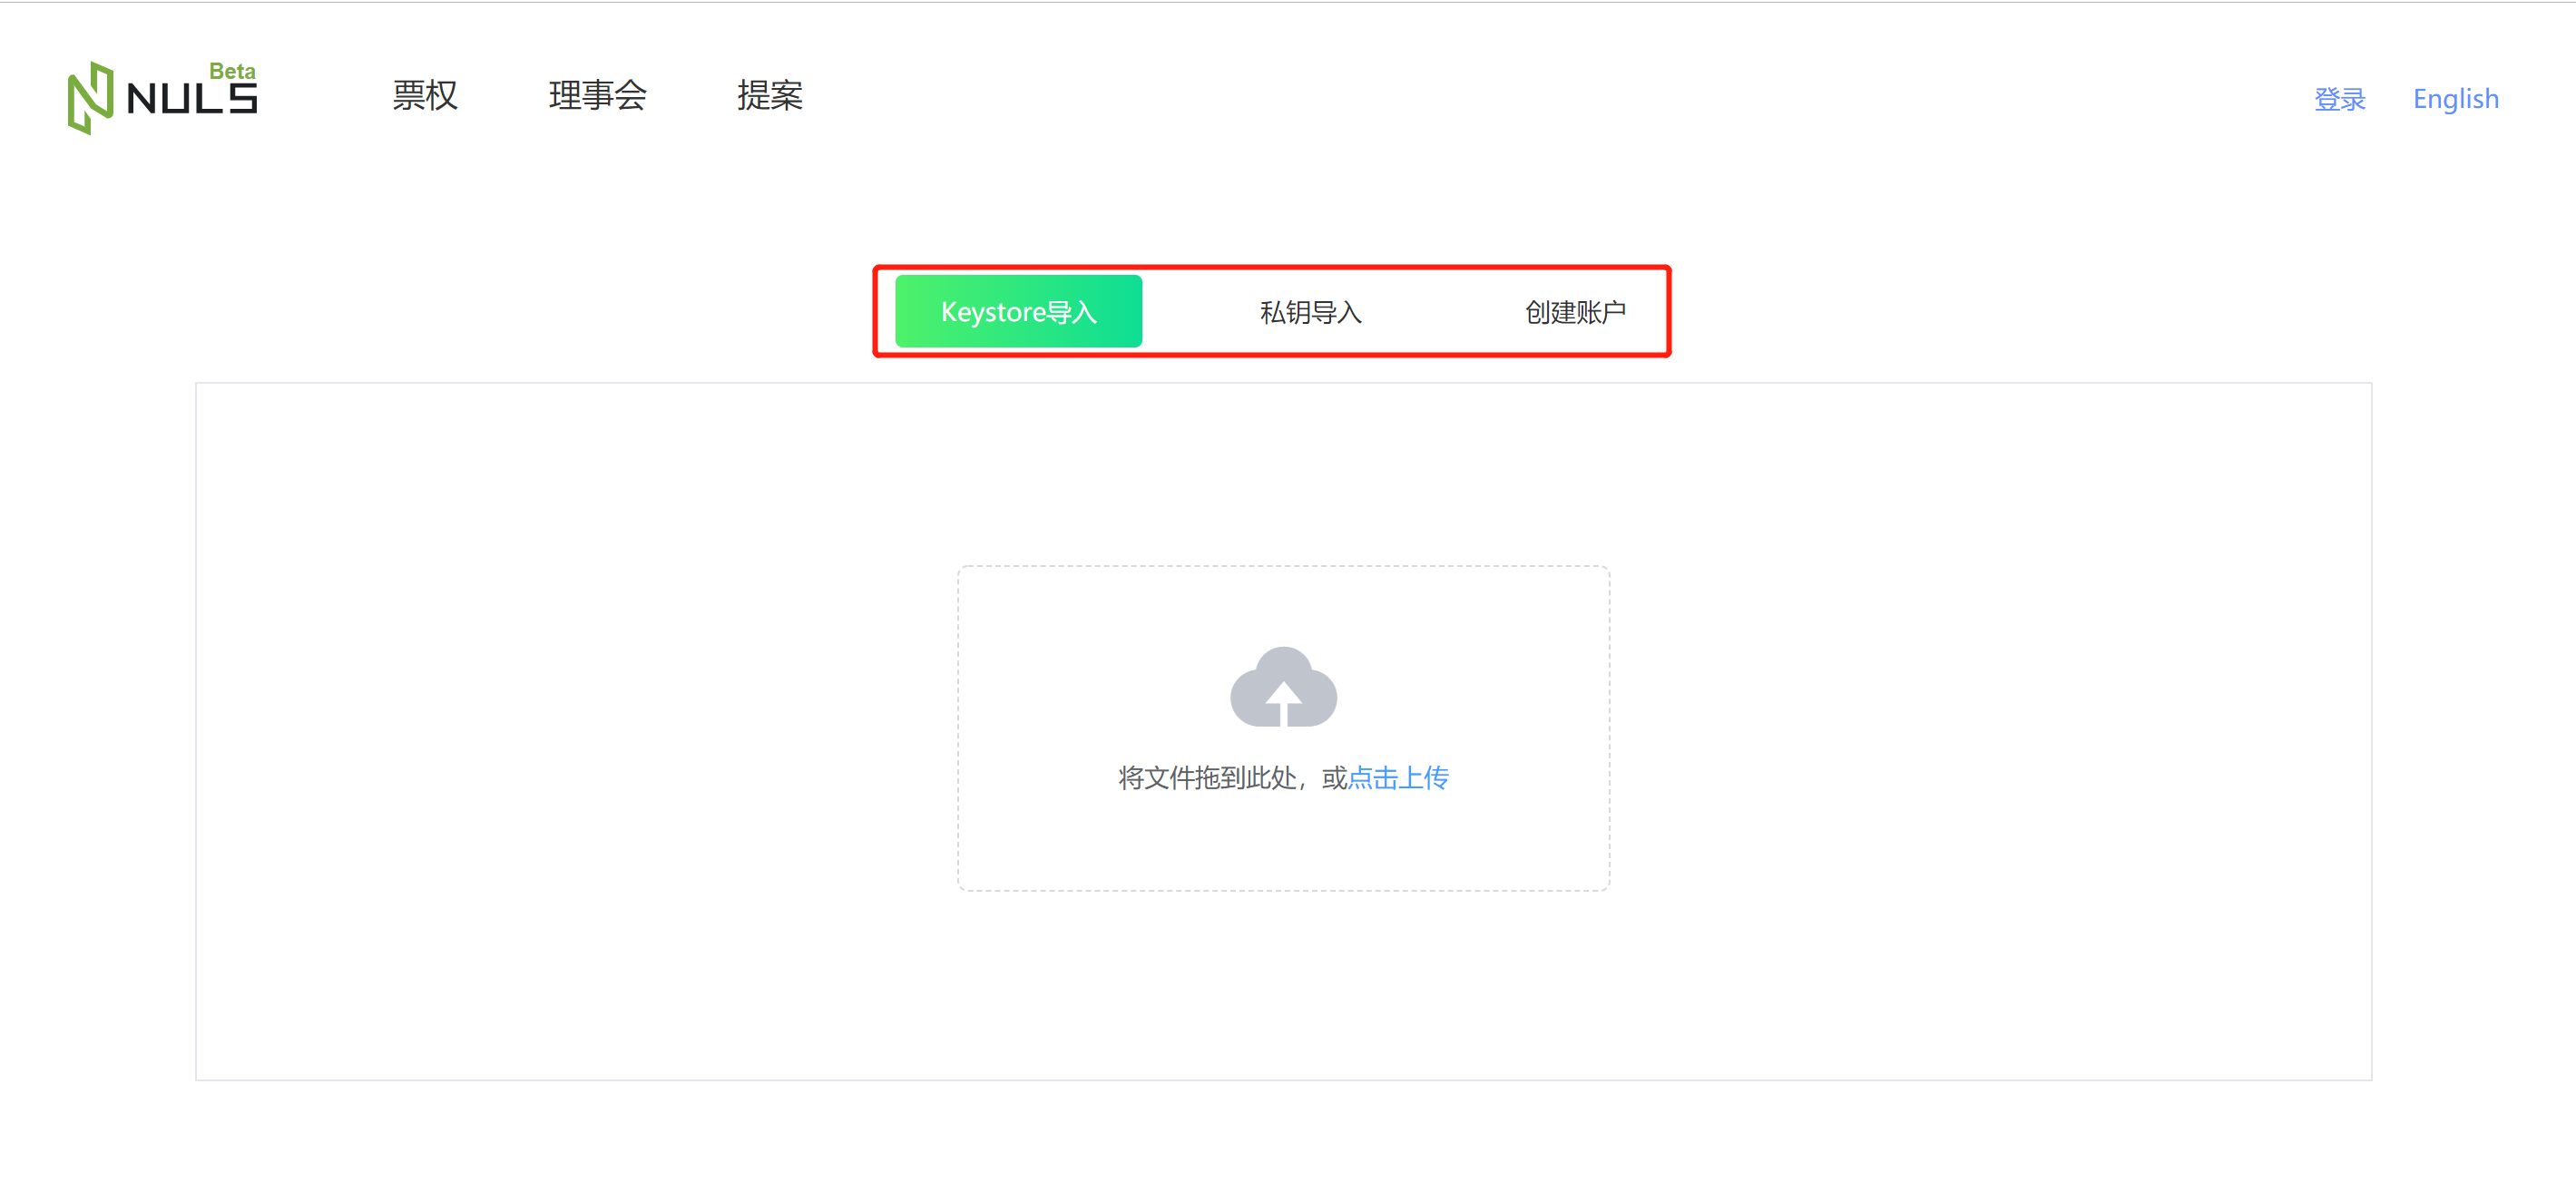 Beta
NULS
票权 理事会 提案 登录 English
Keystore导入 私钥导入 创建账户
将文件拖到此处，或点击上传